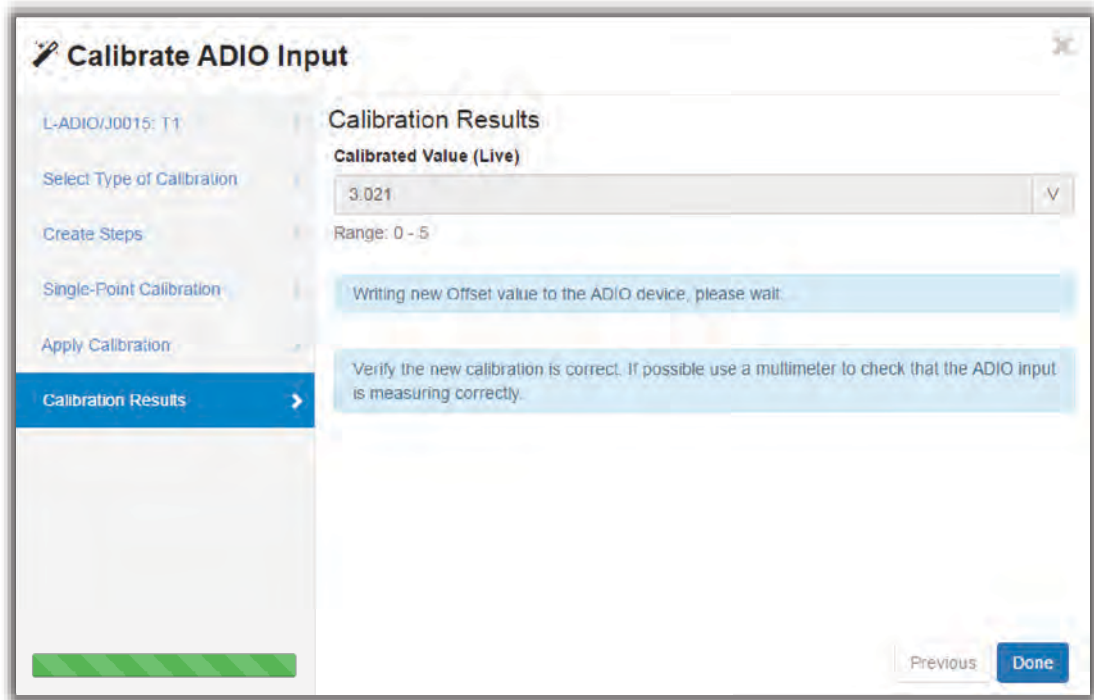 Calibrate ADIO Input
L-ADIO/J0015: T1
Select Type of Calibration
Create Steps
Single-Point Calibration
Apply Calibration
Calibration Results
Calibration Results
Calibrated Value (Live)
3.021 V
Range: 0 - 5
Writing new Offset value to the ADIO device, please wait.
Verify the new calibration is correct. If possible use a multimeter to check that the ADIO input
is measuring correctly.
Previous Done